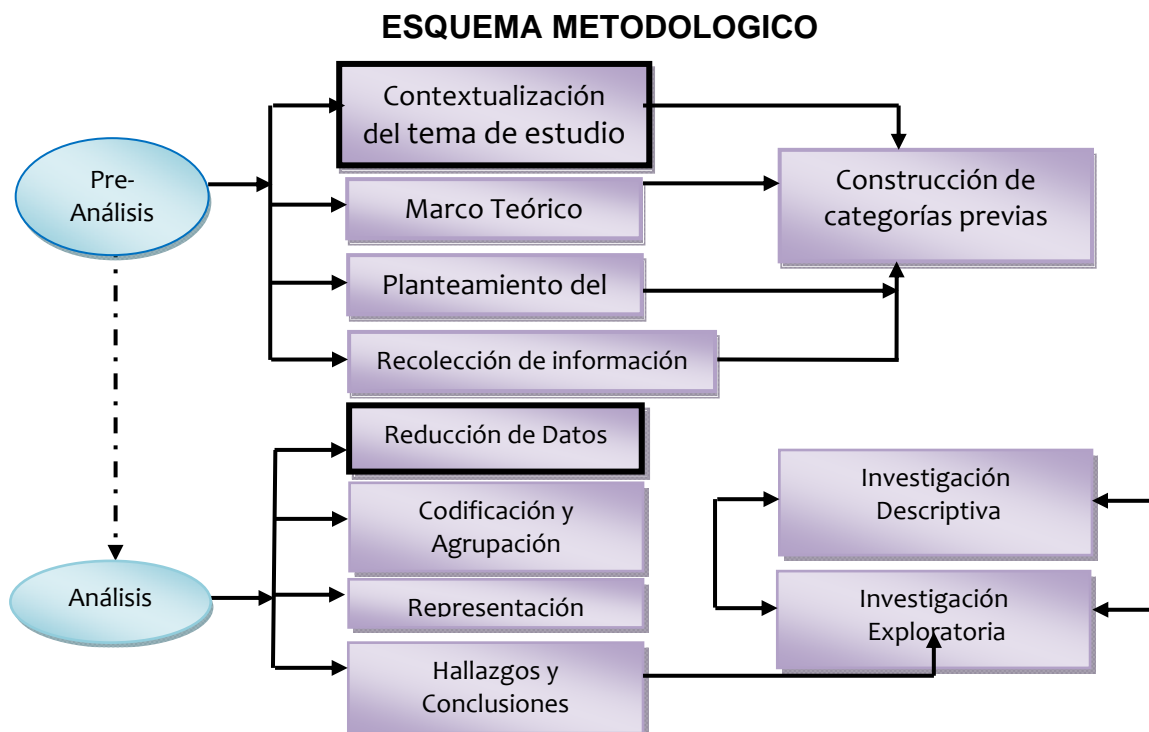 ESQUEMA METODOLOGICO
Contextualización
del tema de estudio
Pre-
Análisis
Marco Teórico
Construcción de
categorías previas
Planteamiento del
Recolección de información
Reducción de Datos
Codificación y
Agrupación
Investigación
Descriptiva
Análisis
Representación
Investigación
Exploratoria
Hallazgos y
Conclusiones